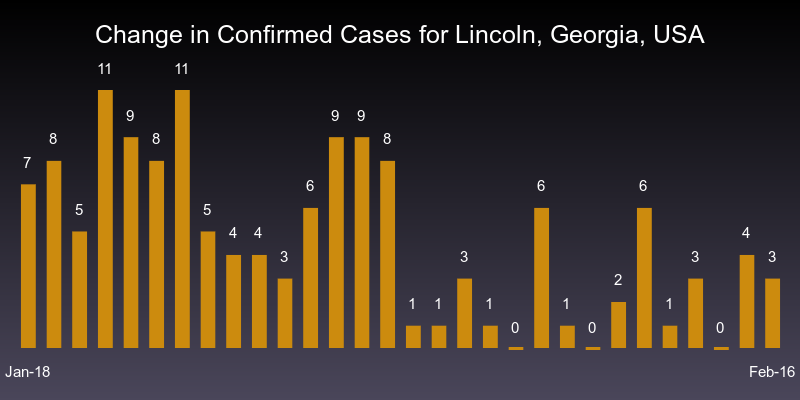 Change in Confirmed Cases for Lincoln, Georgia, USA
7 8 5 11 9 8 11 5 4 4 3 6 9 9 8 1 1 3 1 0 6 1 0 2 6 1 3 0 4 3
Jan-18 Feb-16